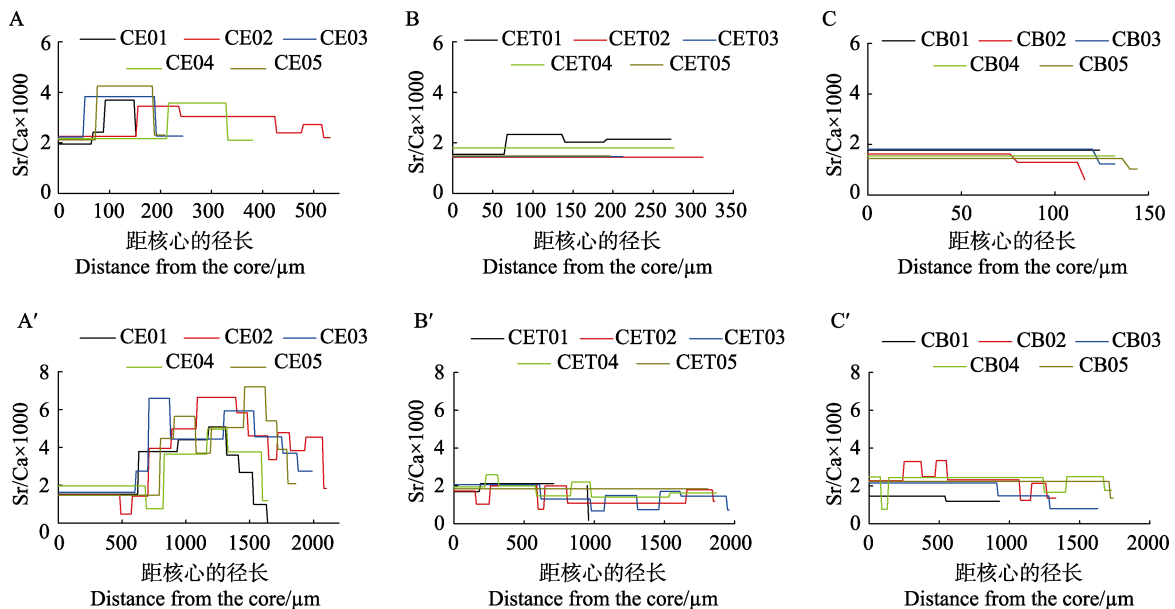 A
CE01 CE02 CE03
CE04 CE05
Sr/Ca×1000
6
4
2
0
0 100 200 300 400 500
距核心的径长
Distance from the core/μm
B
CET01 CET02 CET03
CET04 CET05
Sr/Ca×1000
6
4
2
0
0 50 100 150 200 250 300 350
距核心的径长
Distance from the core/μm
C
CB01 CB02 CB03
CB04 CB05
Sr/Ca×1000
6
4
2
0
0 50 100 150
距核心的径长
Distance from the core/μm
A′
CE01 CE02 CE03
CE04 CE05
Sr/Ca×1000
8
6
4
2
0
0 500 1000 1500 2000
距核心的径长
Distance from the core/μm
B′
CET01 CET02 CET03
CET04 CET05
Sr/Ca×1000
8
6
4
2
0
0 500 1000 1500 2000
距核心的径长
Distance from the core/μm
C′
CB01 CB02 CB03
CB04 CB05
Sr/Ca×1000
8
6
4
2
0
0 500 1000 1500 2000
距核心的径长
Distance from the core/μm